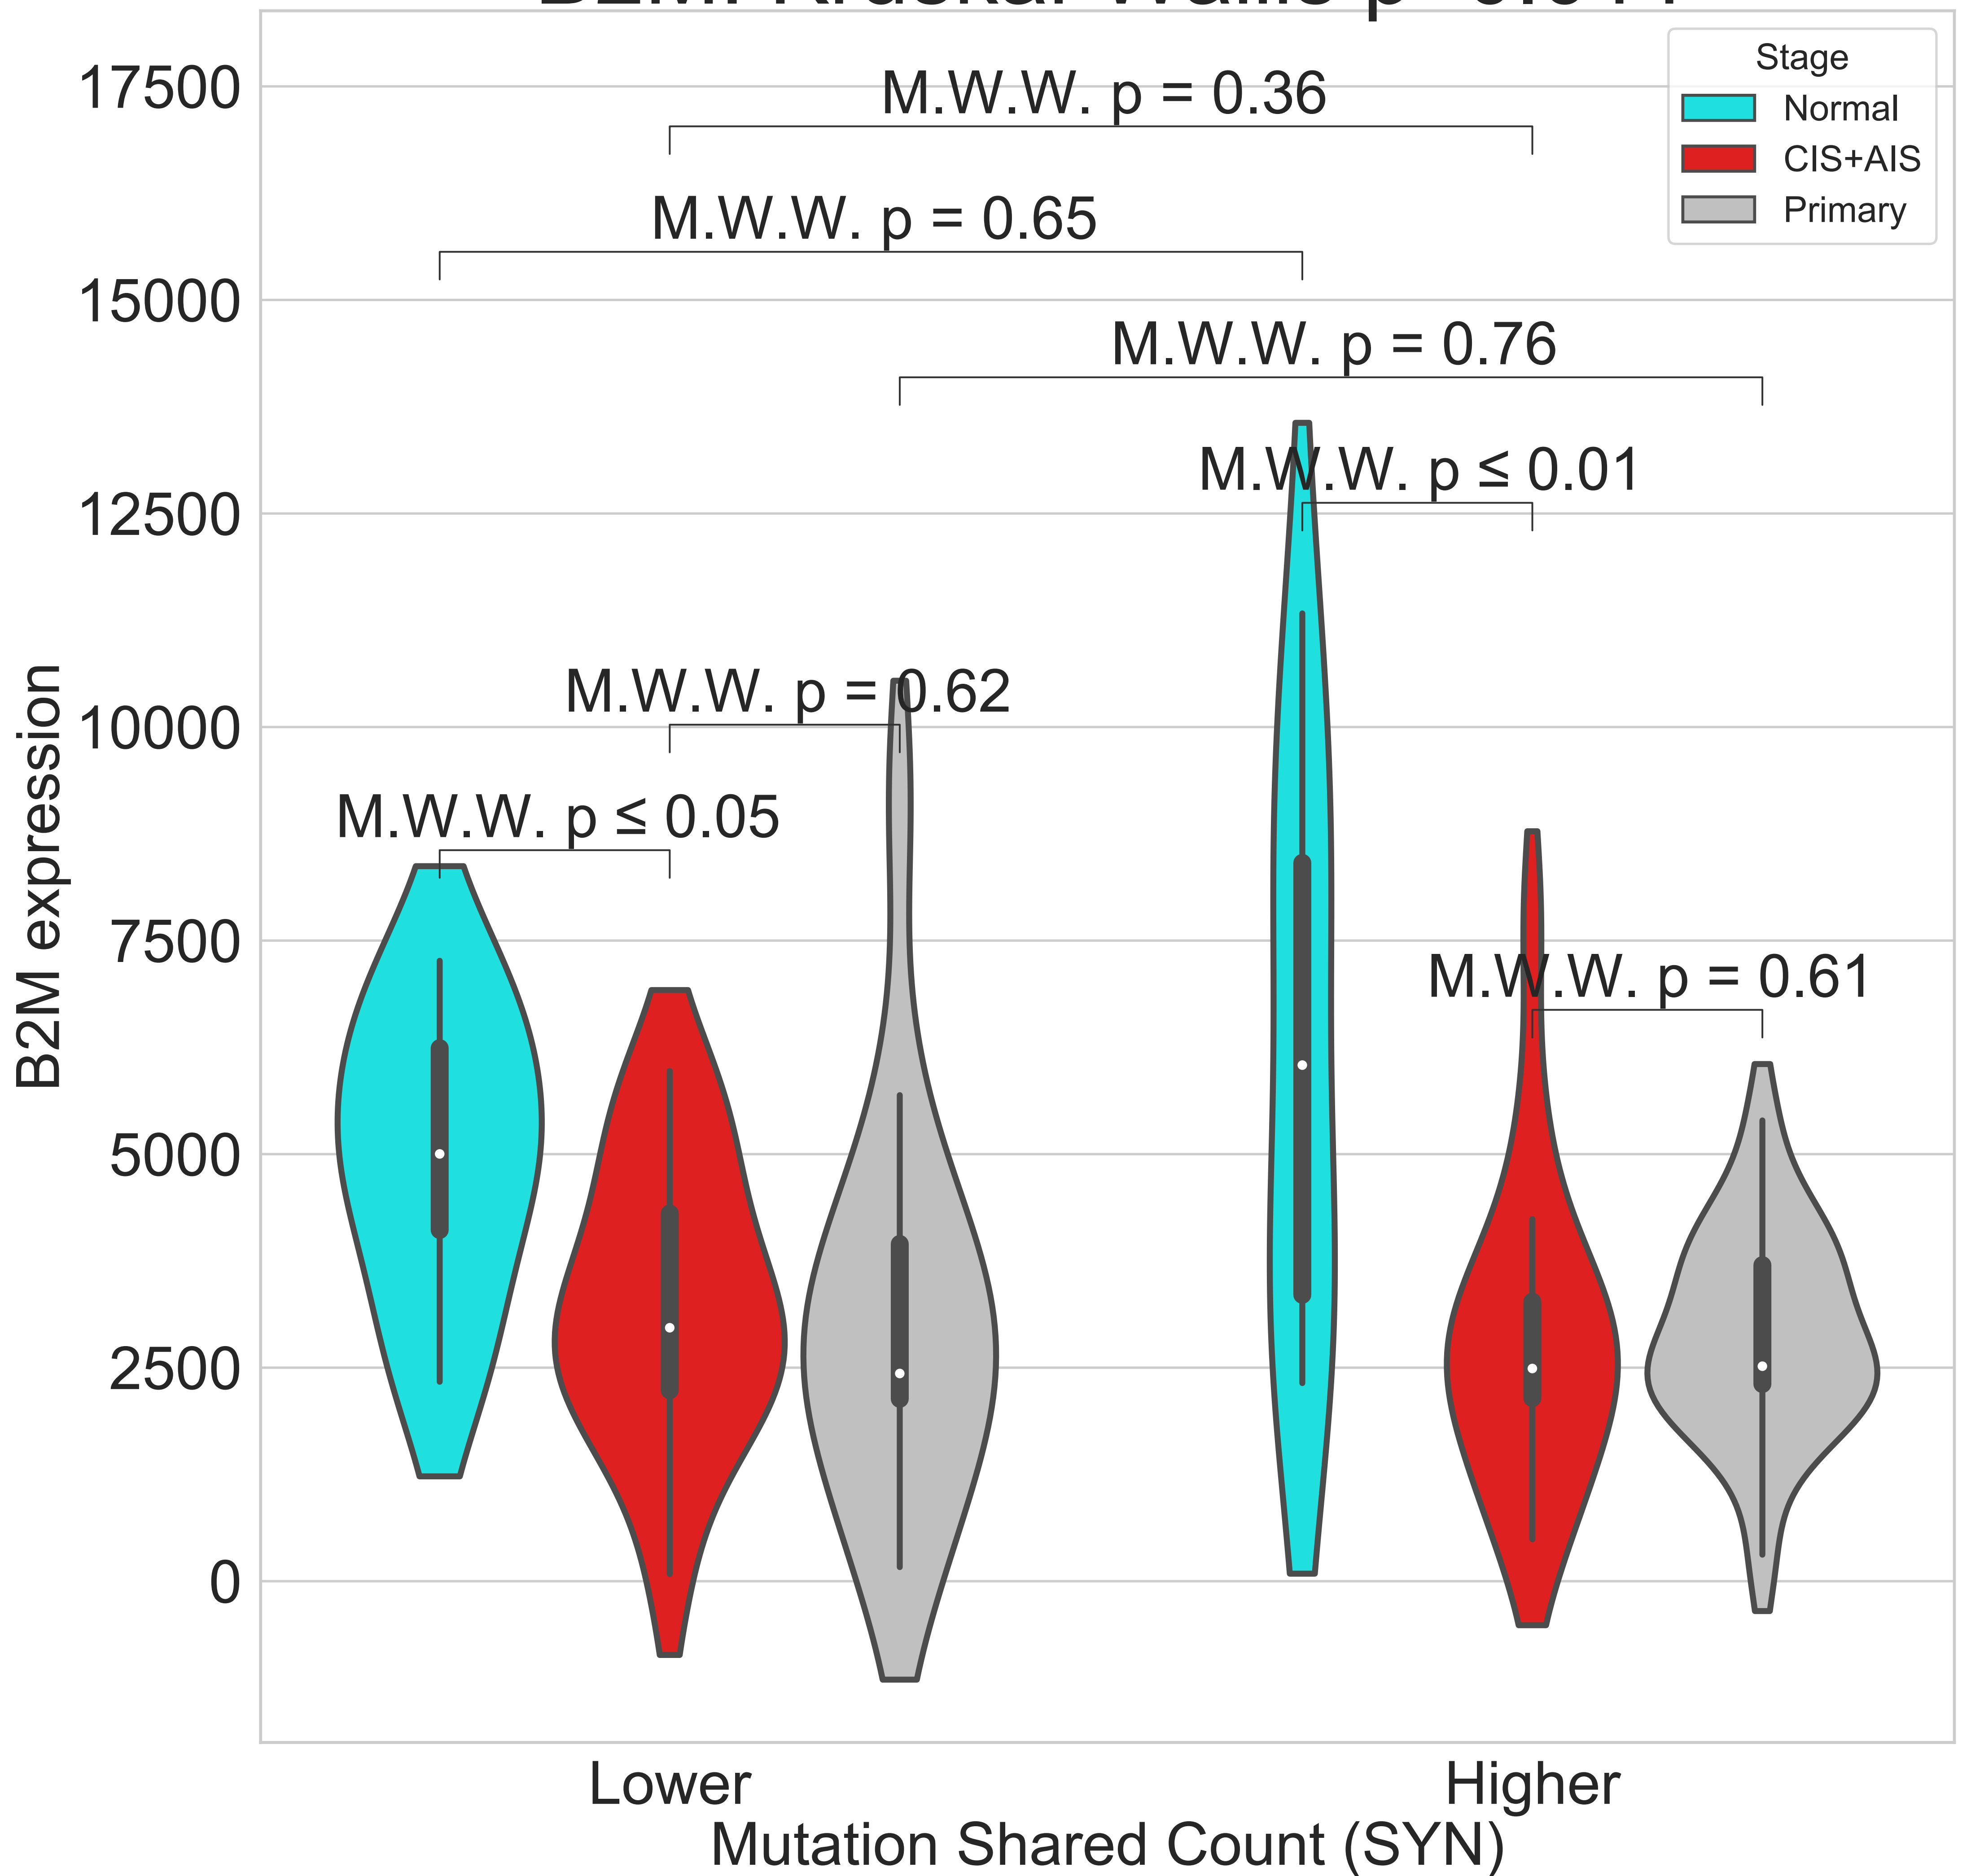 Stage
Normal
CIS+AIS
Primary
17500
15000
12500
10000
7500
5000
2500
0
B2M expression
M.W.W. p = 0.36
M.W.W. p = 0.65
M.W.W. p = 0.76
M.W.W. p ≤ 0.01
M.W.W. p = 0.62
M.W.W. p ≤ 0.05
M.W.W. p = 0.61
Lower
Higher
Mutation Shared Count (SYN)